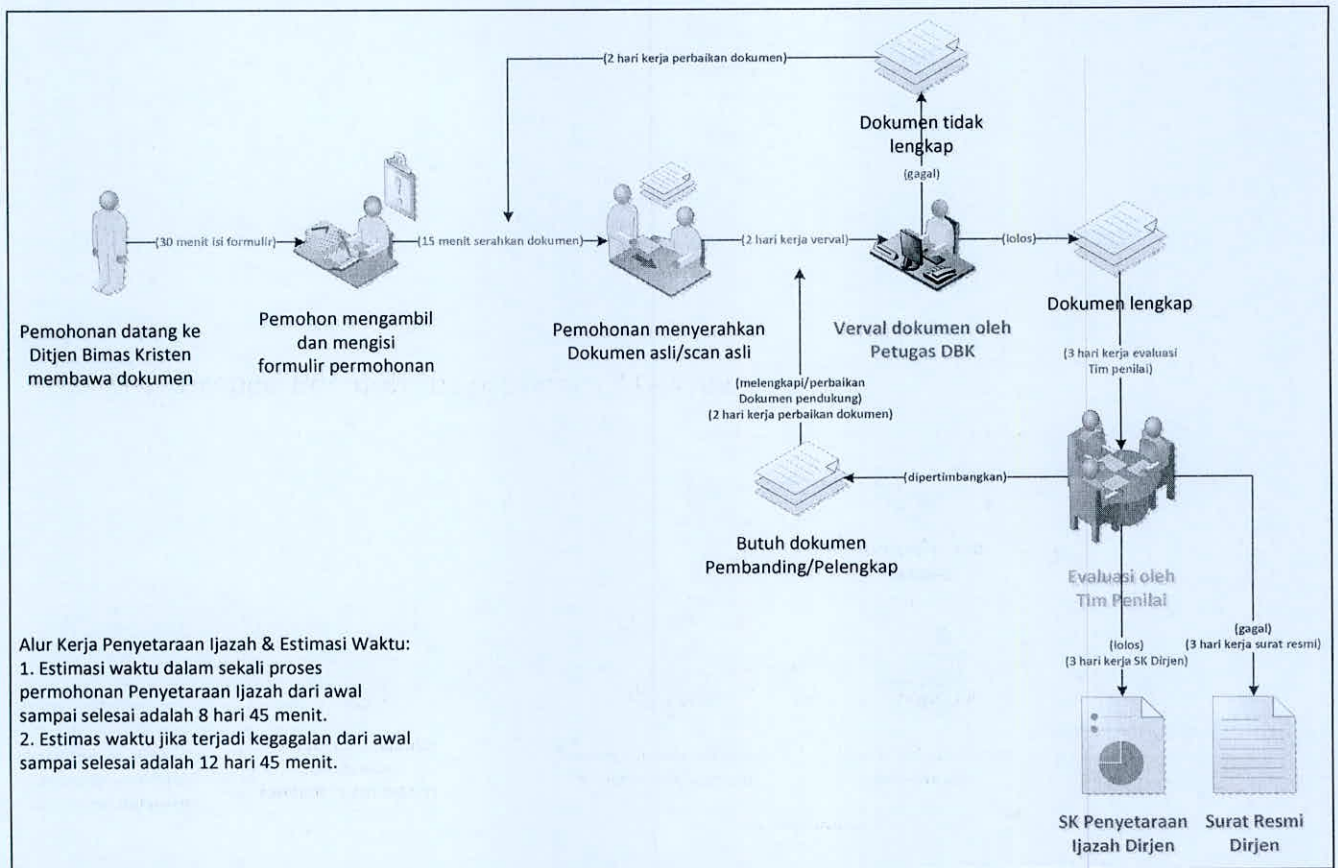 (2 hari kerja perbaikan dokumen)
Dokumen tidak
lengkap
(gagal)
(30 menit isi formulir)
(15 menit serahkan dokumen)
(2 hari kerja verval)
(lolos)
Pemohonan datang ke
Ditjen Bimas Kristen
membawa dokumen
Pemohon mengambil
dan mengisi
formulir permohonan
Pemohonan menyerahkan
Dokumen asli/scan asli
Verval dokumen oleh
Petugas DBK
Dokumen lengkap
(3 hari kerja evaluasi
Tim penilai)
(melengkapi/perbaikan
Dokumen pendukung)
(2 hari kerja perbaikan dokumen)
(dipertimbangkan)
Butuh dokumen
Pembanding/Pelengkap
Evaluasi oleh
Tim Penilai
(lolos)
(3 hari kerja SK Dirjen)
(gagal)
(3 hari kerja surat resmi)
Alur Kerja Penyetaraan Ijazah & Estimasi Waktu:
1. Estimasi waktu dalam sekali proses
permohonan Penyetaraan Ijazah dari awal
sampai selesai adalah 8 hari 45 menit.
2. Estimas waktu jika terjadi kegagalan dari awal
sampai selesai adalah 12 hari 45 menit.
SK Penyetaraan
Ijazah Dirjen
Surat Resmi
Dirjen